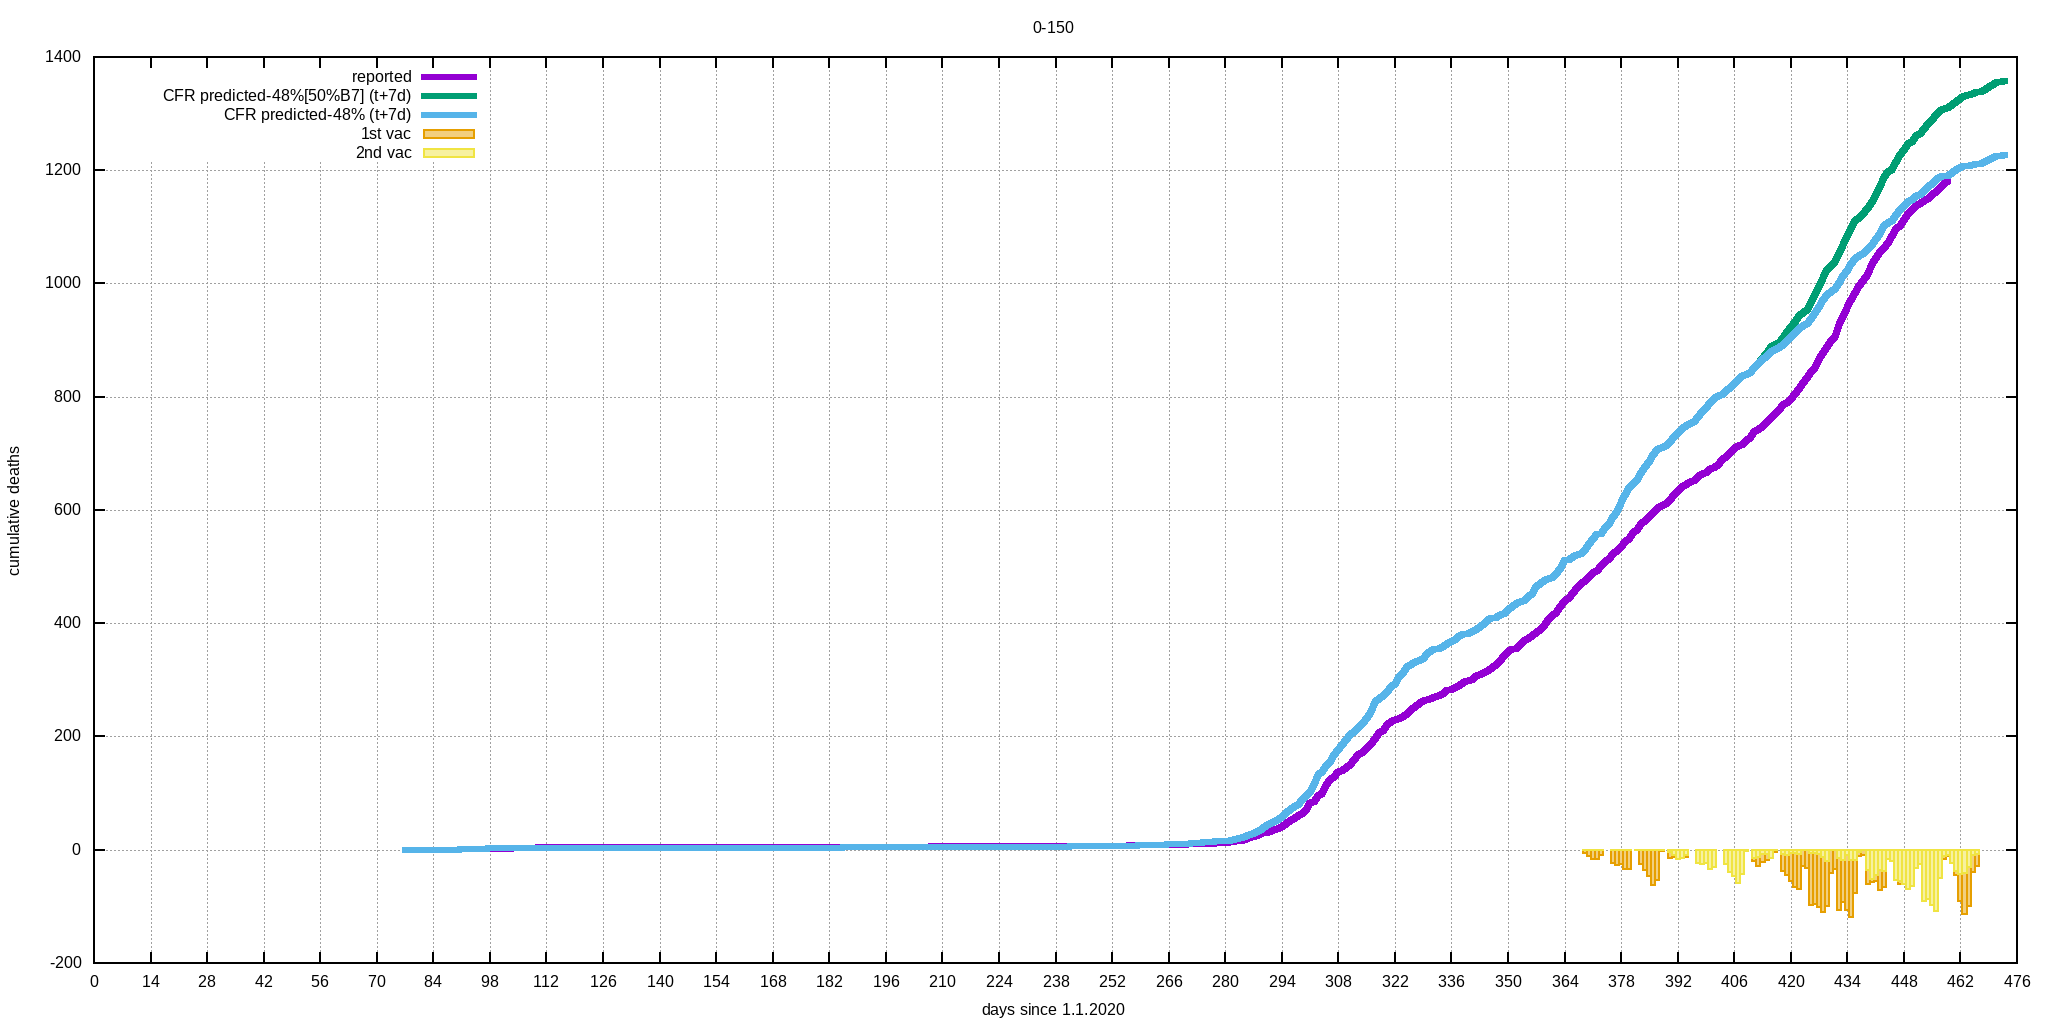 0-150
1400
1200
1000
800
600
400
200
0
-200
cumulative deaths
reported
CFR predicted-48%[50%B7] (t+7d)
CFR predicted-48% (t+7d)
1st vac
2nd vac
0 14 28 42 56 70 84 98 112 126 140 154 168 182 196 210 224 238 252 266 280 294 308 322 336 350 364 378 392 406 420 434 448 462 476
days since 1.1.2020